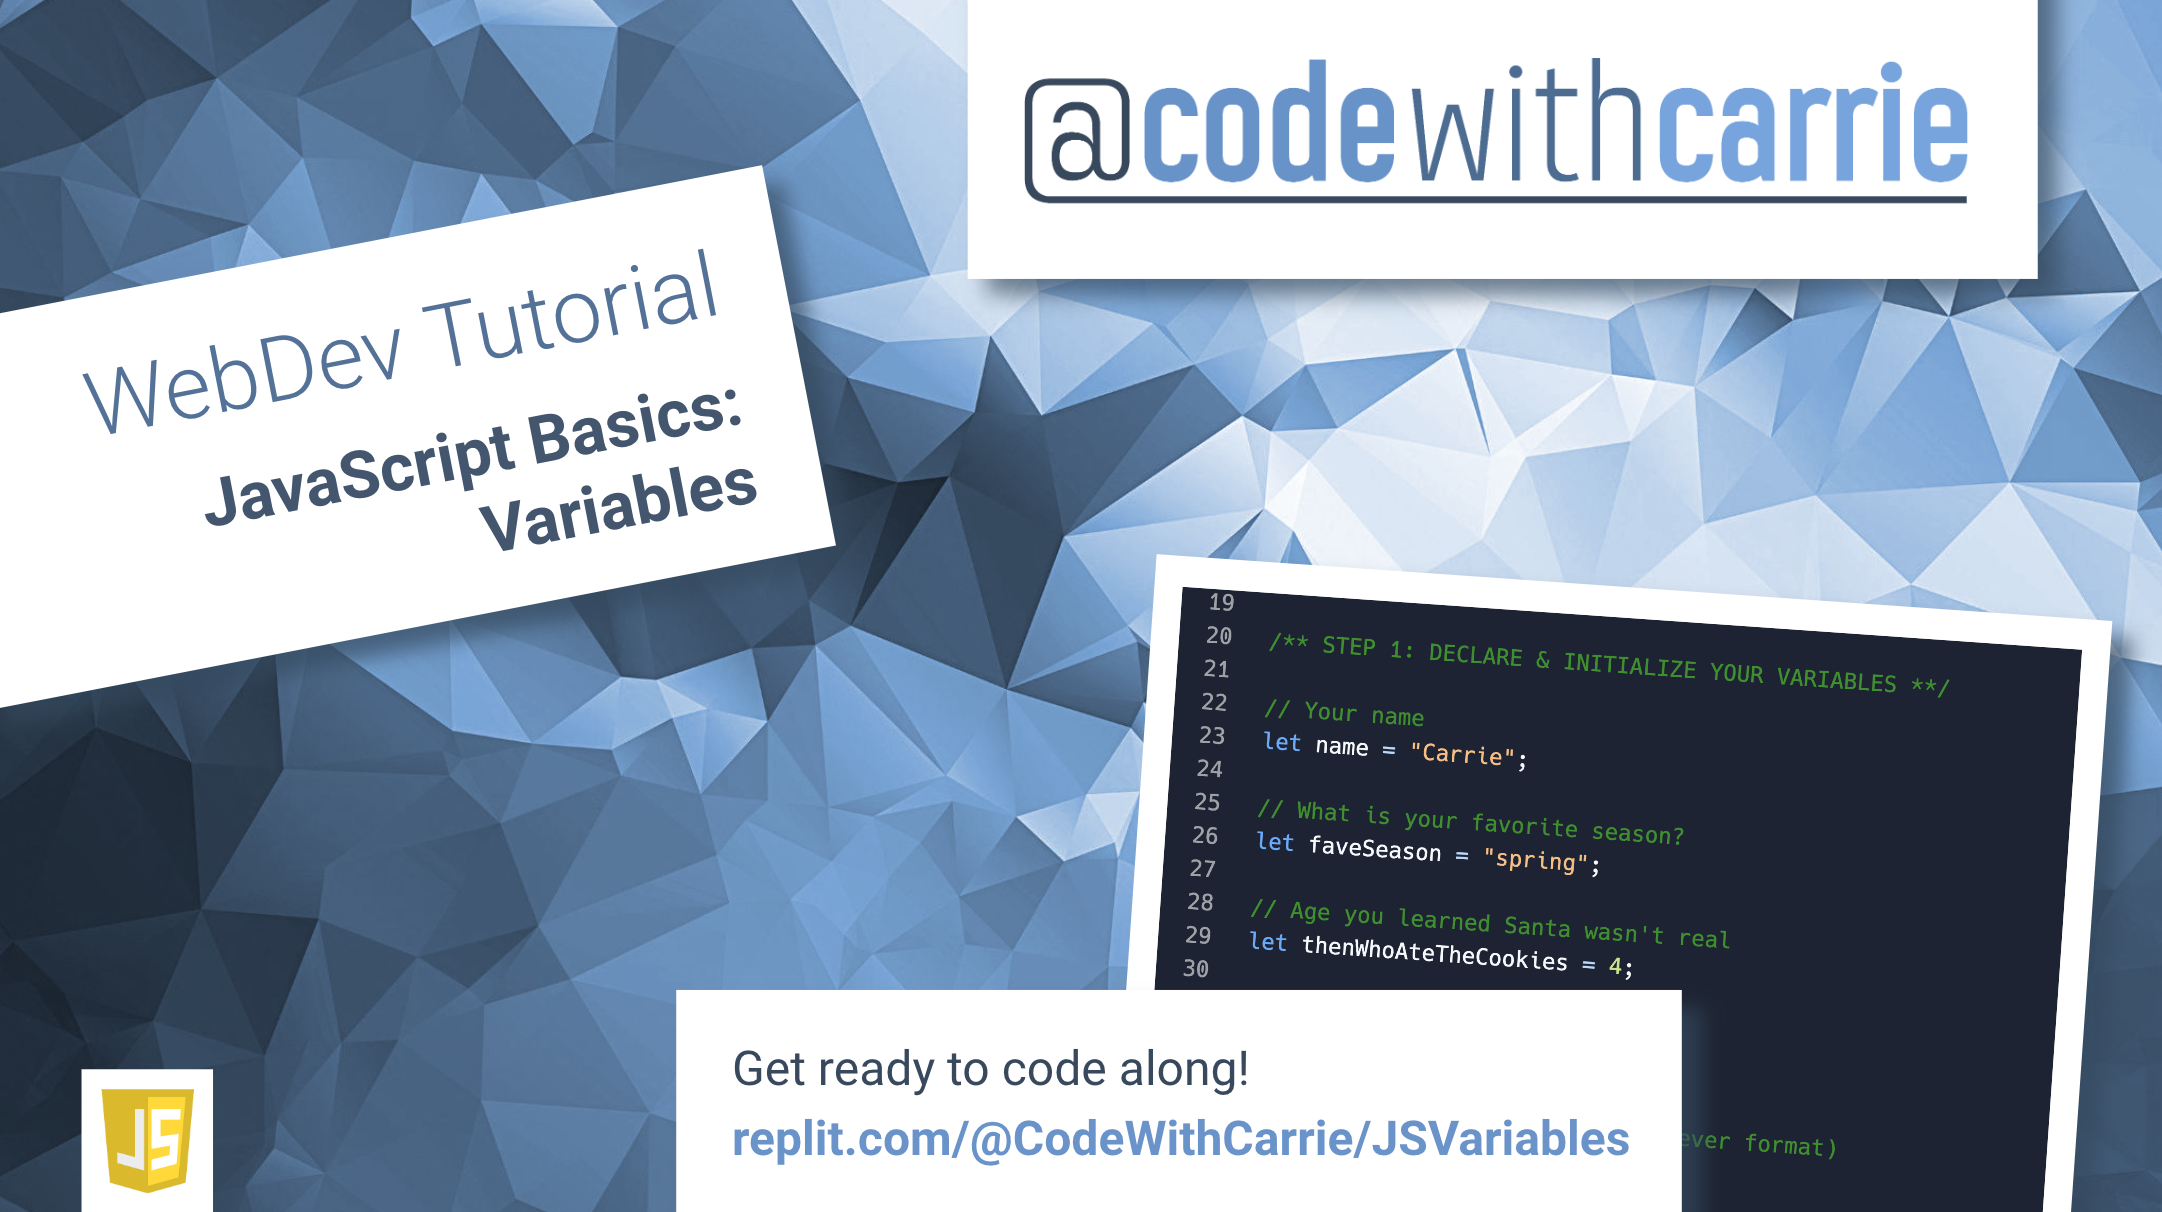 @codewithcarrie
WebDev Tutorial
JavaScript Basics:
Variables
19
20 /** STEP 1: DECLARE & INITIALIZE YOUR VARIABLES **/
21
22 // Your name
23 let name = "Carrie";
24
25 // What is your favorite season?
26 let faveSeason = "spring";
27
28 // Age you learned Santa wasn't real
29 let thenWhoAteTheCookies = 4;
30
ever format)
Get ready to code along!
replit.com/@CodeWithCarrie/JSVariables
JS